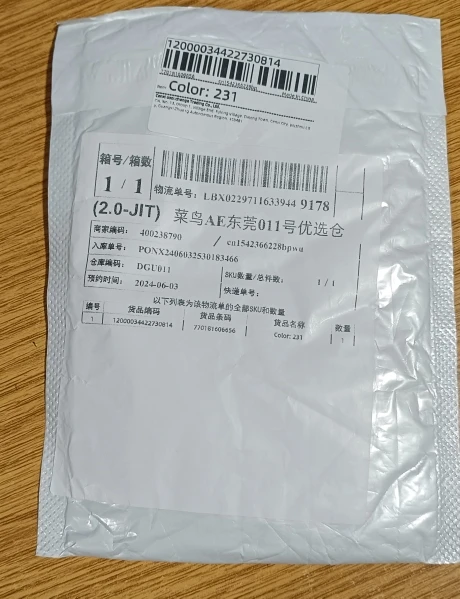 12000034422730814
Made In China
Color: 231
箱号/箱数
1 / 1
物流单号: LBX0229711633944 9178
(2.0-JIT) 菜鸟AE东莞011号优选仓
商家编码: 400238790 / cn1542366228bpwu
入库单号: PONX2406032530183466
仓库编码: DGU011
SKU数量/总件数: 1 / 1
预约时间: 2024-06-03
快递单号:
以下列表为该物流单的全部SKU和数量
编号 货品编码 货品条码 货品名称 数量
1 1200034422730814 770181606656 Color: 231 1